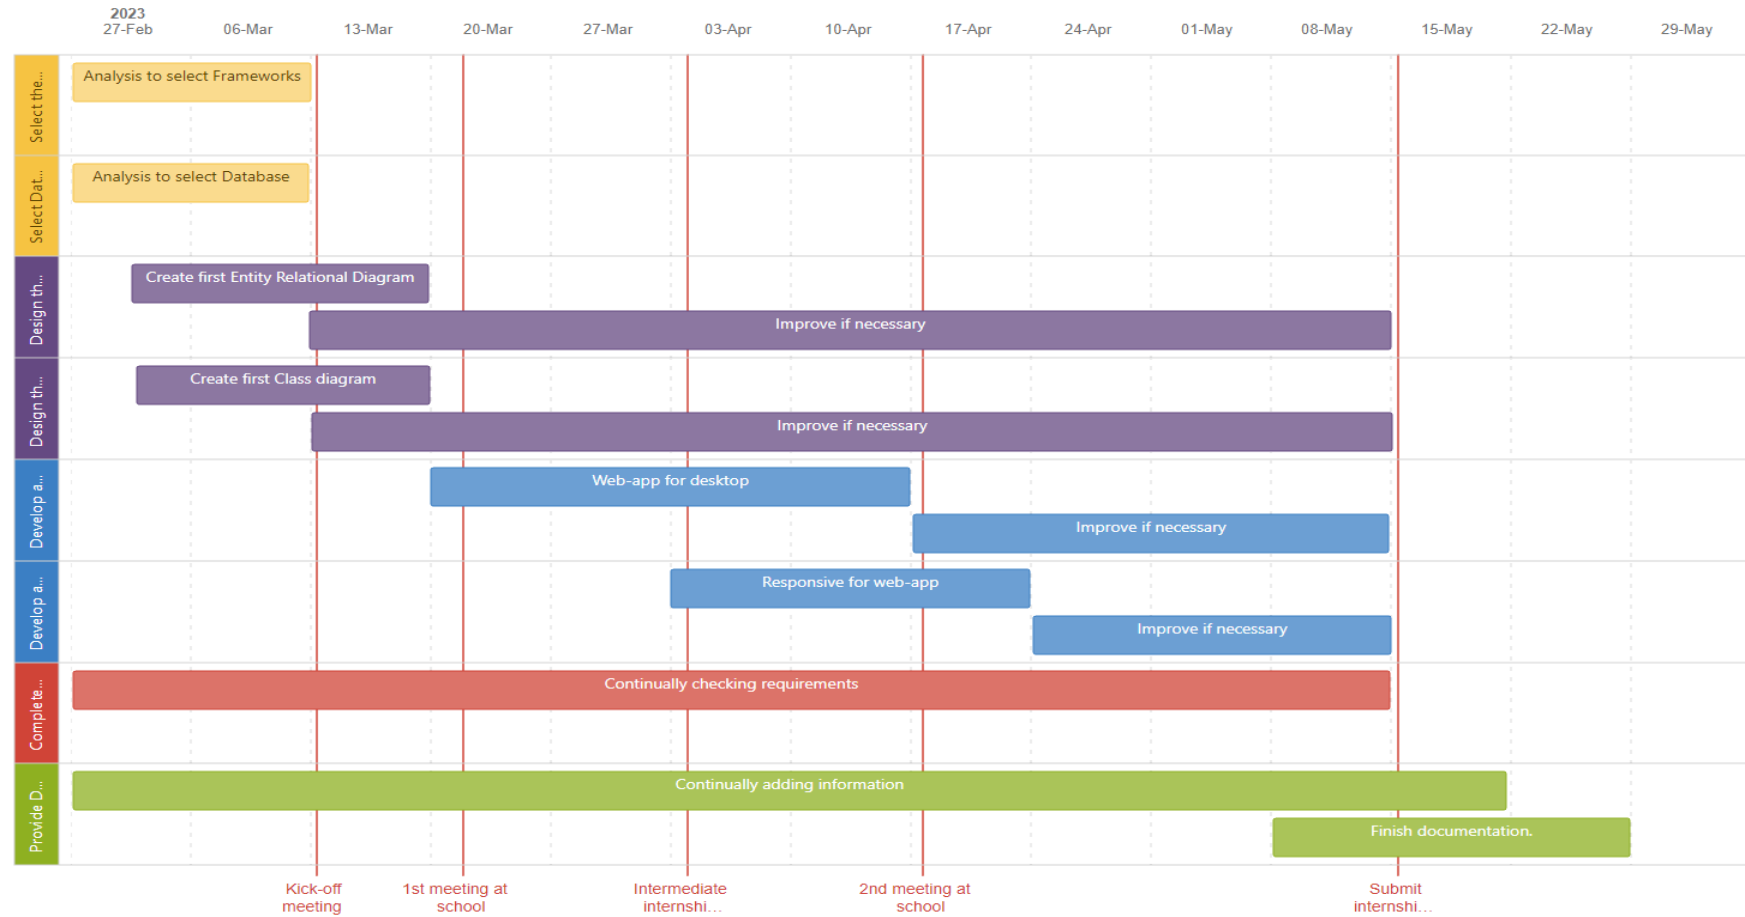 2023
27-Feb 06-Mar 13-Mar 20-Mar 27-Mar 03-Apr 10-Apr 17-Apr 24-Apr 01-May 08-May 15-May 22-May 29-May
Select the...
Analysis to select Frameworks
Select Dat...
Analysis to select Database
Design th...
Create first Entity Relational Diagram
Improve if necessary
Design th...
Create first Class diagram
Improve if necessary
Develop a...
Web-app for desktop
Improve if necessary
Develop a...
Responsive for web-app
Improve if necessary
Complete...
Continually checking requirements
Provide D...
Continually adding information
Finish documentation.
Kick-off
meeting
1st meeting at
school
Intermediate
internshi...
2nd meeting at
school
Submit
internshi...